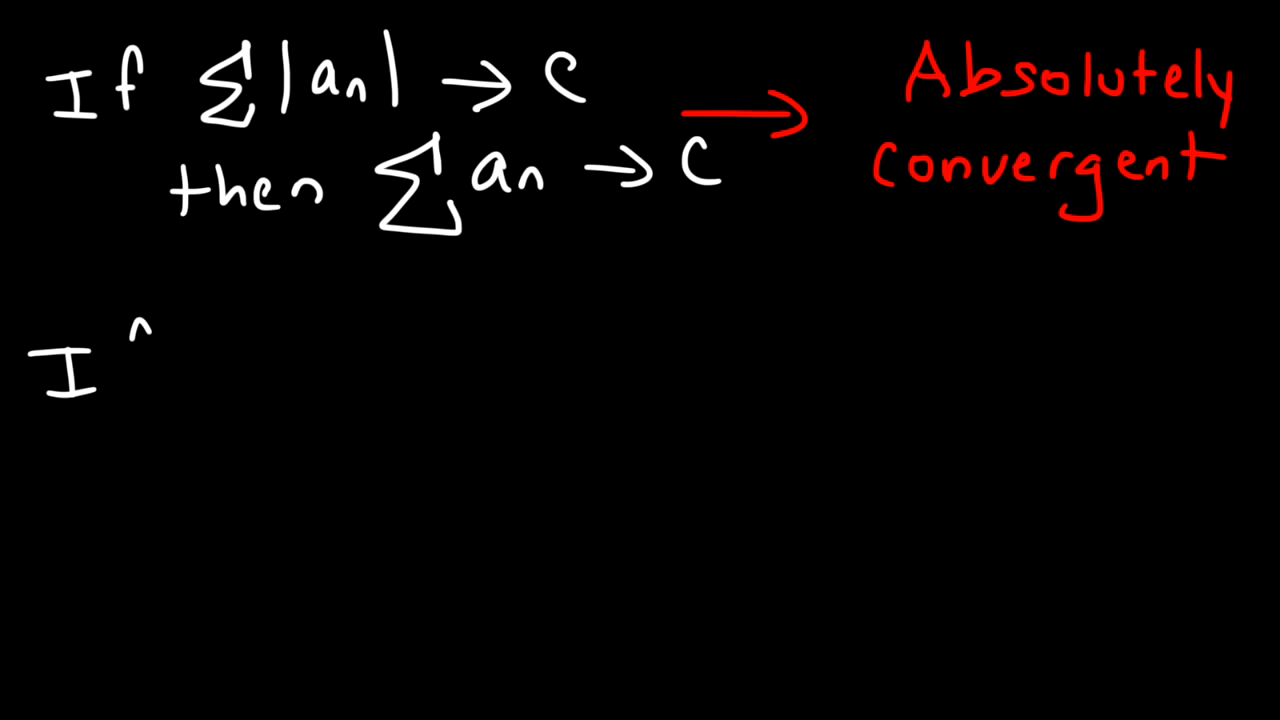 If ∑|aₙ| → C
then ∑aₙ → C
→ Absolutely
convergent
I